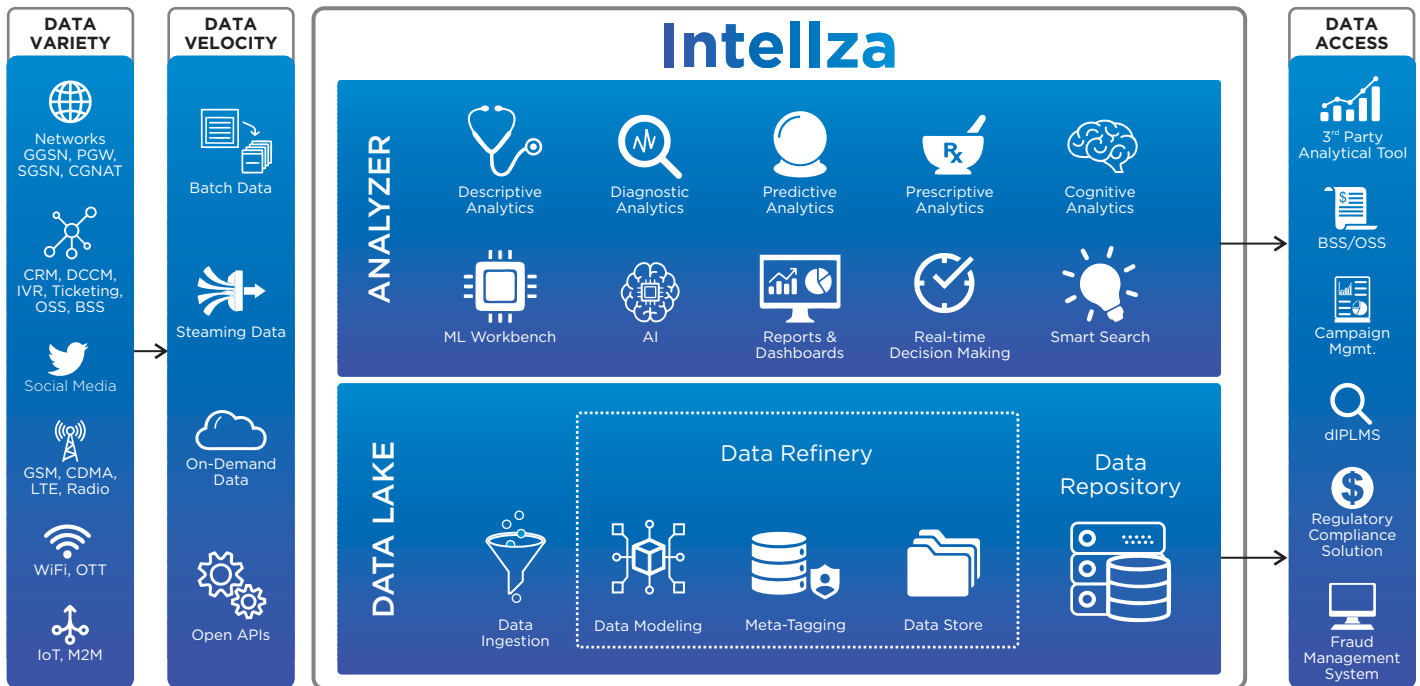 DATA
VARIETY
Networks
GGSN, PGW,
SGSN, CGNAT
CRM, DCCM,
IVR, Ticketing,
OSS, BSS
Social Media
GSM, CDMA,
LTE, Radio
WiFi, OTT
IoT, M2M
DATA
VELOCITY
Batch Data
Steaming Data
On-Demand
Data
Open APIs
Intellza
ANALYZER
Descriptive
Analytics
Diagnostic
Analytics
Predictive
Analytics
Rx
Prescriptive
Analytics
Cognitive
Analytics
ML Workbench
AI
Reports &
Dashboards
Real-time
Decision Making
Smart Search
DATA LAKE
Data
Ingestion
Data Refinery
Data Modeling
Meta-Tagging
Data Store
Data
Repository
DATA
ACCESS
3rd Party
Analytical Tool
$
BSS/OSS
Campaign
Mgmt.
dIPLMS
$
Regulatory
Compliance
Solution
Fraud
Management
System